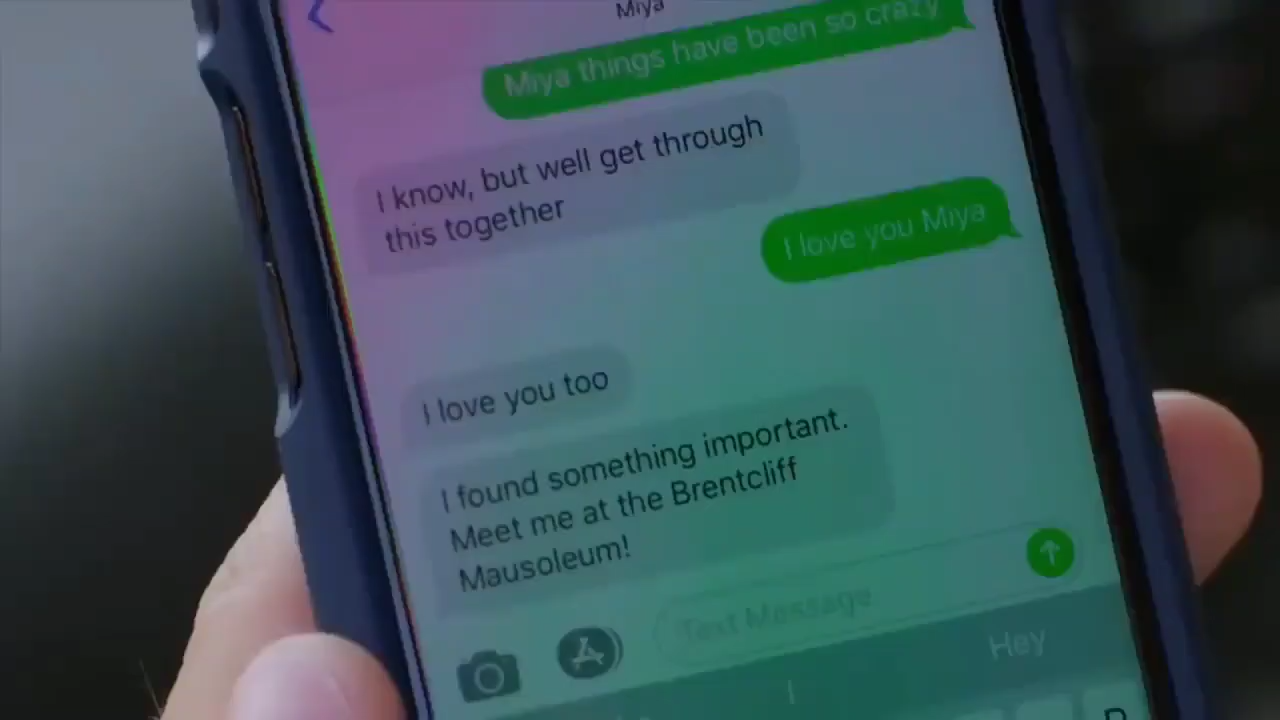 Miya
Miya things have been so crazy
I know, but well get through
this together
I love you Miya
I love you too
I found something important.
Meet me at the Brentcliff
Mausoleum!
Text Message
I
Hey
P